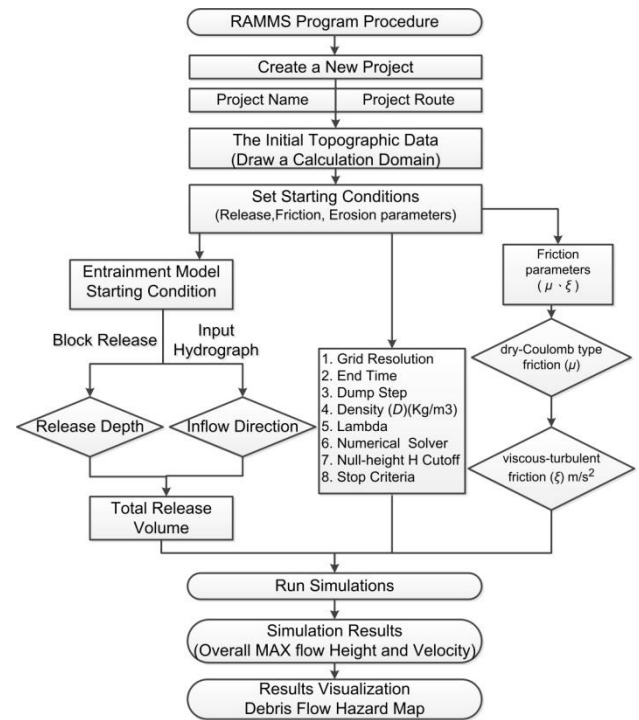 RAMMS Program Procedure
Create a New Project
Project Name
Project Route
The Initial Topographic Data
(Draw a Calculation Domain)
Set Starting Conditions
(Release,Friction, Erosion parameters)
Entrainment Model
Starting Condition
Block Release
Input
Hydrograph
Release Depth
Inflow Direction
Total Release
Volume
1. Grid Resolution
2. End Time
3. Dump Step
4. Density (D)(Kg/m3)
5. Lambda
6. Numerical Solver
7. Null-height H Cutoff
8. Stop Criteria
Friction
parameters
( μ 、ξ )
dry-Coulomb type
friction (μ)
viscous-turbulent
friction (ξ) m/s²
Run Simulations
Simulation Results
(Overall MAX flow Height and Velocity)
Results Visualization
Debris Flow Hazard Map